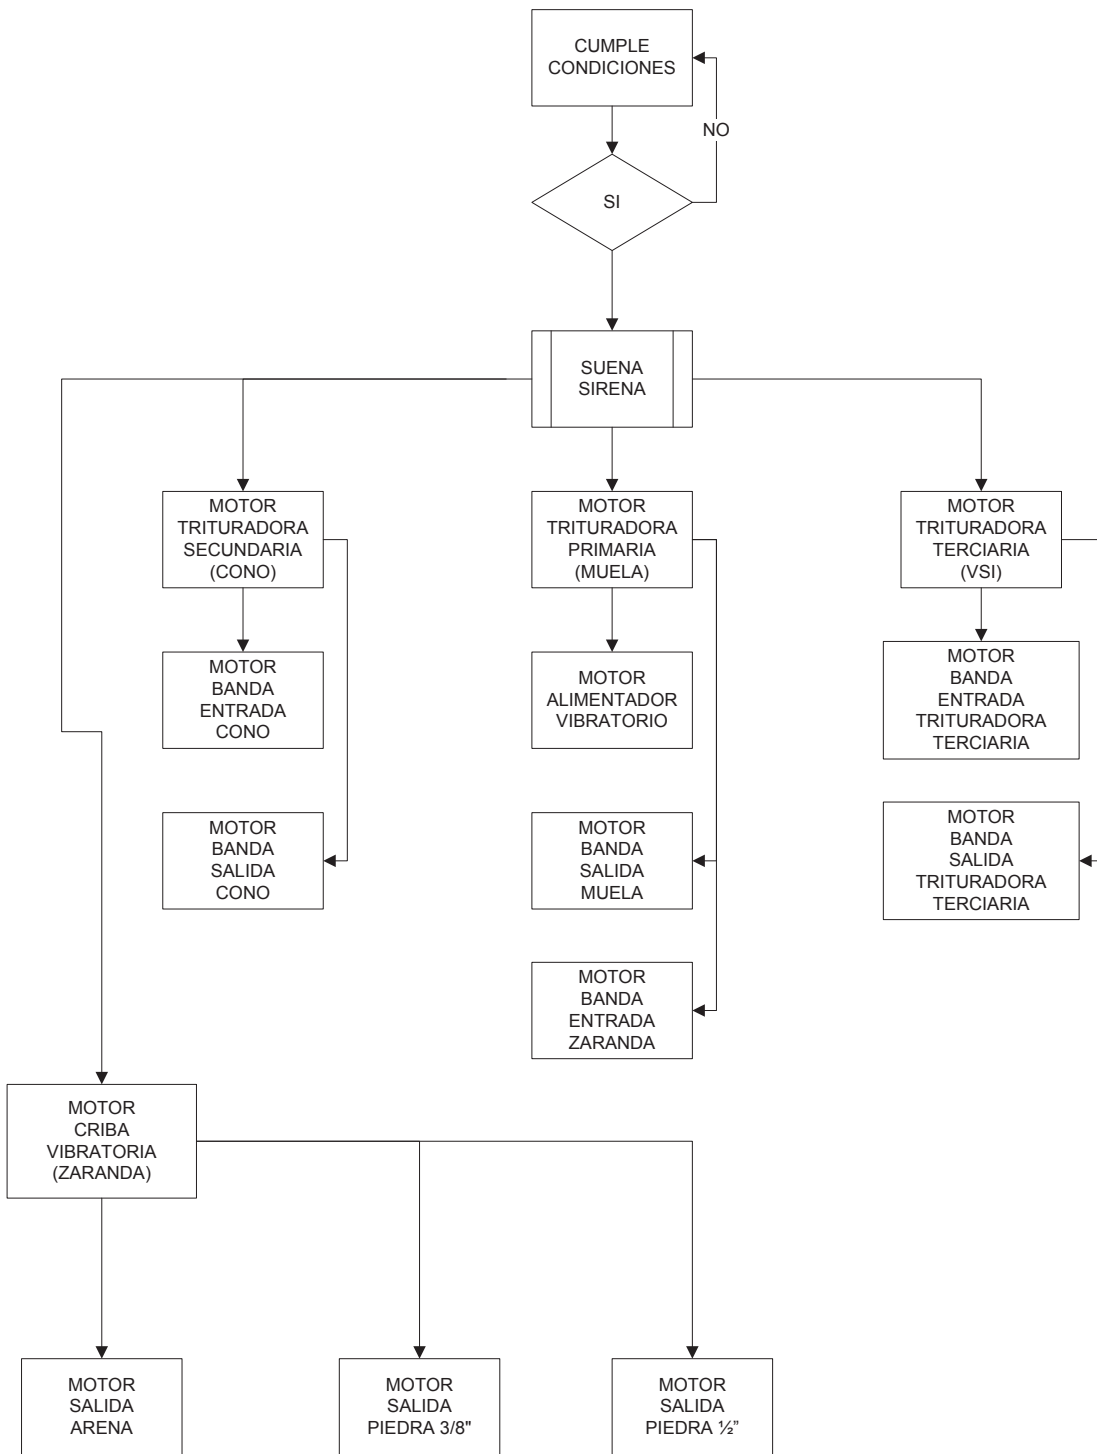 CUMPLE
CONDICIONES
NO
SI
SUENA
SIRENA
MOTOR
TRITURADORA
SECUNDARIA
(CONO)
MOTOR
TRITURADORA
PRIMARIA
(MUELA)
MOTOR
TRITURADORA
TERCIARIA
(VSI)
MOTOR
BANDA
ENTRADA
CONO
MOTOR
ALIMENTADOR
VIBRATORIO
MOTOR
BANDA
ENTRADA
TRITURADORA
TERCIARIA
MOTOR
BANDA
SALIDA
CONO
MOTOR
BANDA
SALIDA
MUELA
MOTOR
BANDA
SALIDA
TRITURADORA
TERCIARIA
MOTOR
BANDA
ENTRADA
ZARANDA
MOTOR
CRIBA
VIBRATORIA
(ZARANDA)
MOTOR
SALIDA
ARENA
MOTOR
SALIDA
PIEDRA 3/8"
MOTOR
SALIDA
PIEDRA ½”